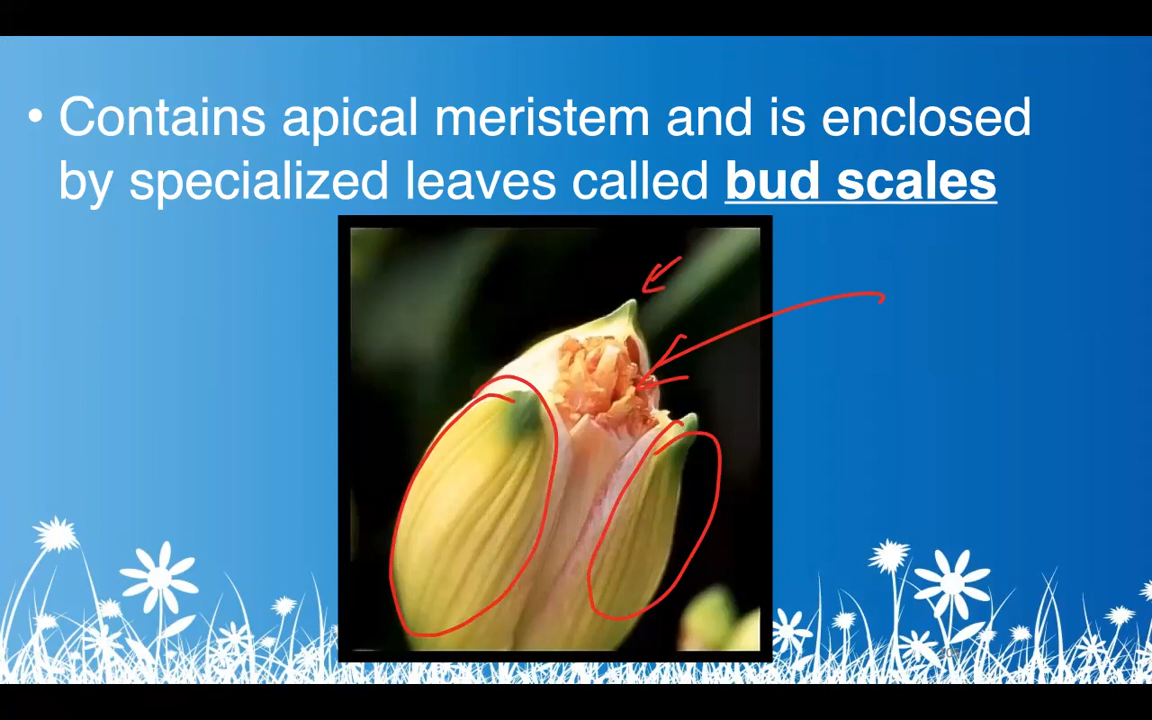 • Contains apical meristem and is enclosed
by specialized leaves called bud scales